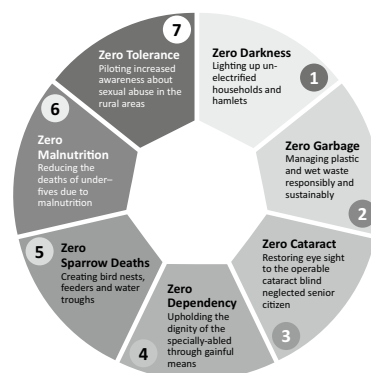 Zero Darkness
Lighting up un-
electrified
households and
hamlets
1
Zero Garbage
Managing plastic
and wet waste
responsibly and
sustainably
2
Zero Cataract
Restoring eye sight
to the operable
cataract blind
neglected senior
citizen
3
Zero
Dependency
Upholding the
dignity of the
specially-abled
through gainful
means
4
5
Zero
Sparrow Deaths
Creating bird nests,
feeders and water
troughs
6
Zero
Malnutrition
Reducing the
deaths of under–
fives due to
malnutrition
7
Zero Tolerance
Piloting increased
awareness about
sexual abuse in the
rural areas